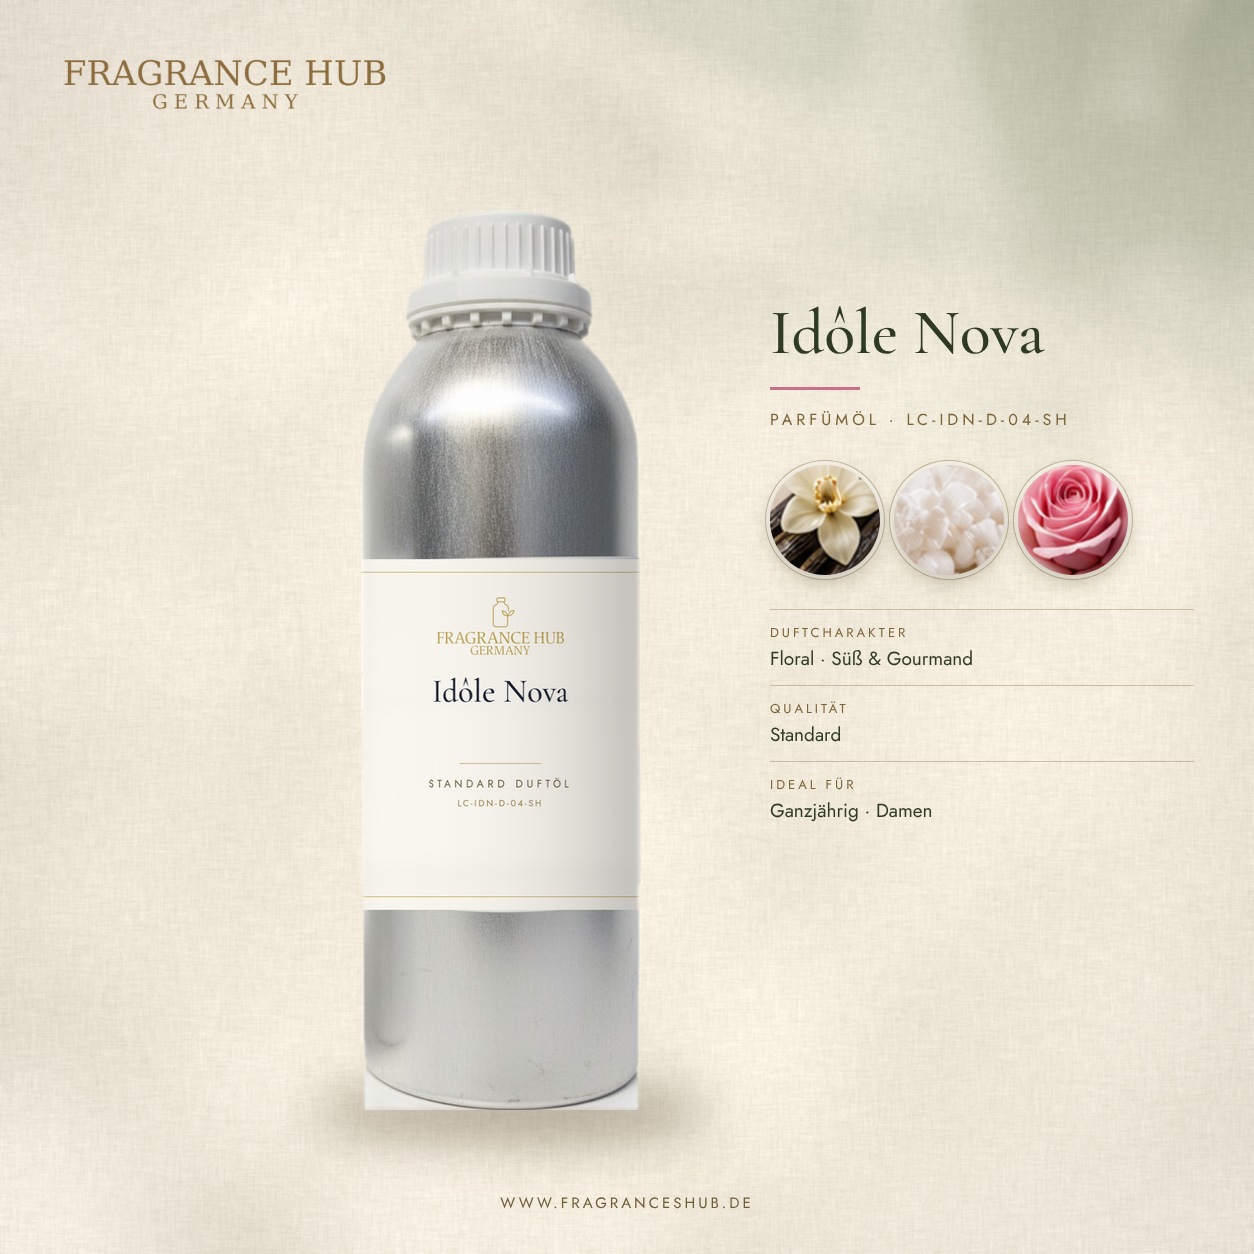 FRAGRANCE HUB
GERMANY
Idôle Nova
PARFÜMÖL · LC-IDN-D-04-SH
DUFTCHARAKTER
Floral · Süß & Gourmand
QUALITÄT
Standard
IDEAL FÜR
Ganzjährig · Damen
FRAGRANCE HUB
GERMANY
Idôle Nova
STANDARD DUFTÖL
LC-IDN-D-04-SH
WWW.FRAGRANCESHUB.DE